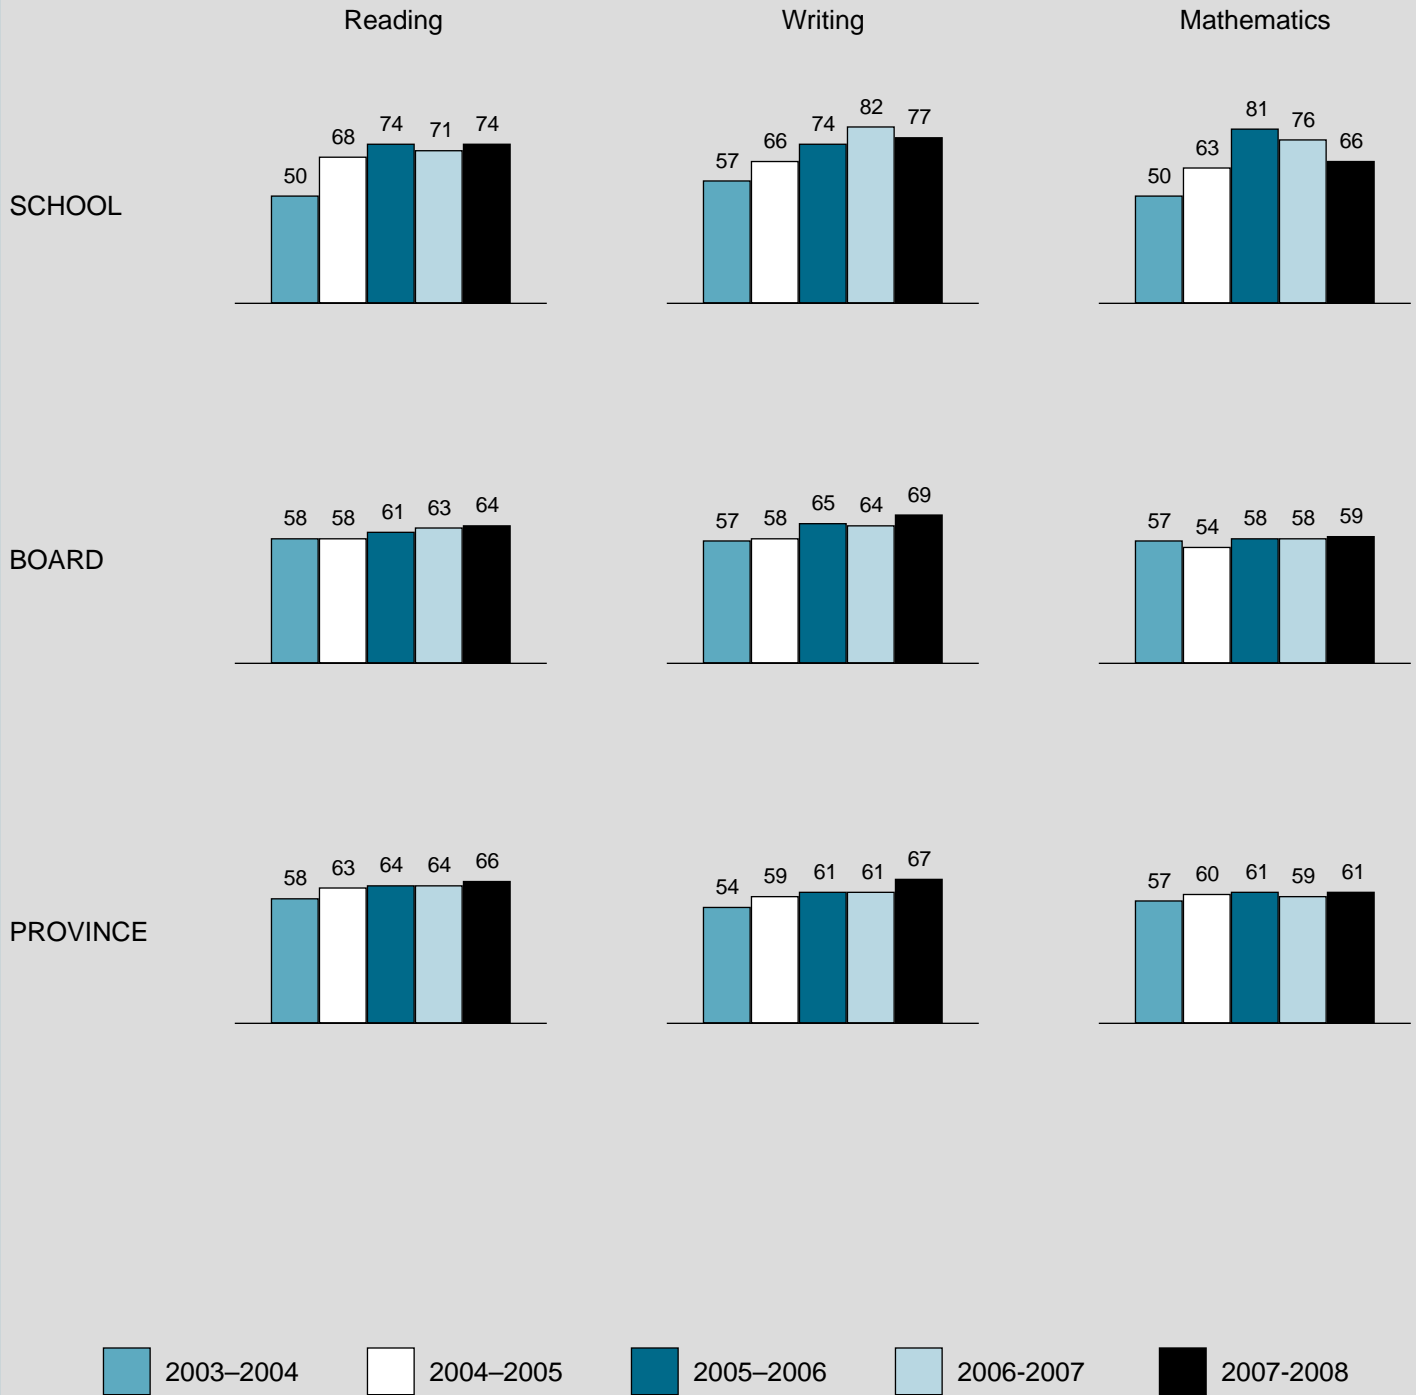 Reading Writing Mathematics
SCHOOL
50 68 74 71 74
57 66 74 82 77
50 63 81 76 66
BOARD
58 58 61 63 64
57 58 65 64 69
57 54 58 58 59
PROVINCE
58 63 64 64 66
54 59 61 61 67
57 60 61 59 61
2003–2004 2004–2005 2005–2006 2006-2007 2007-2008